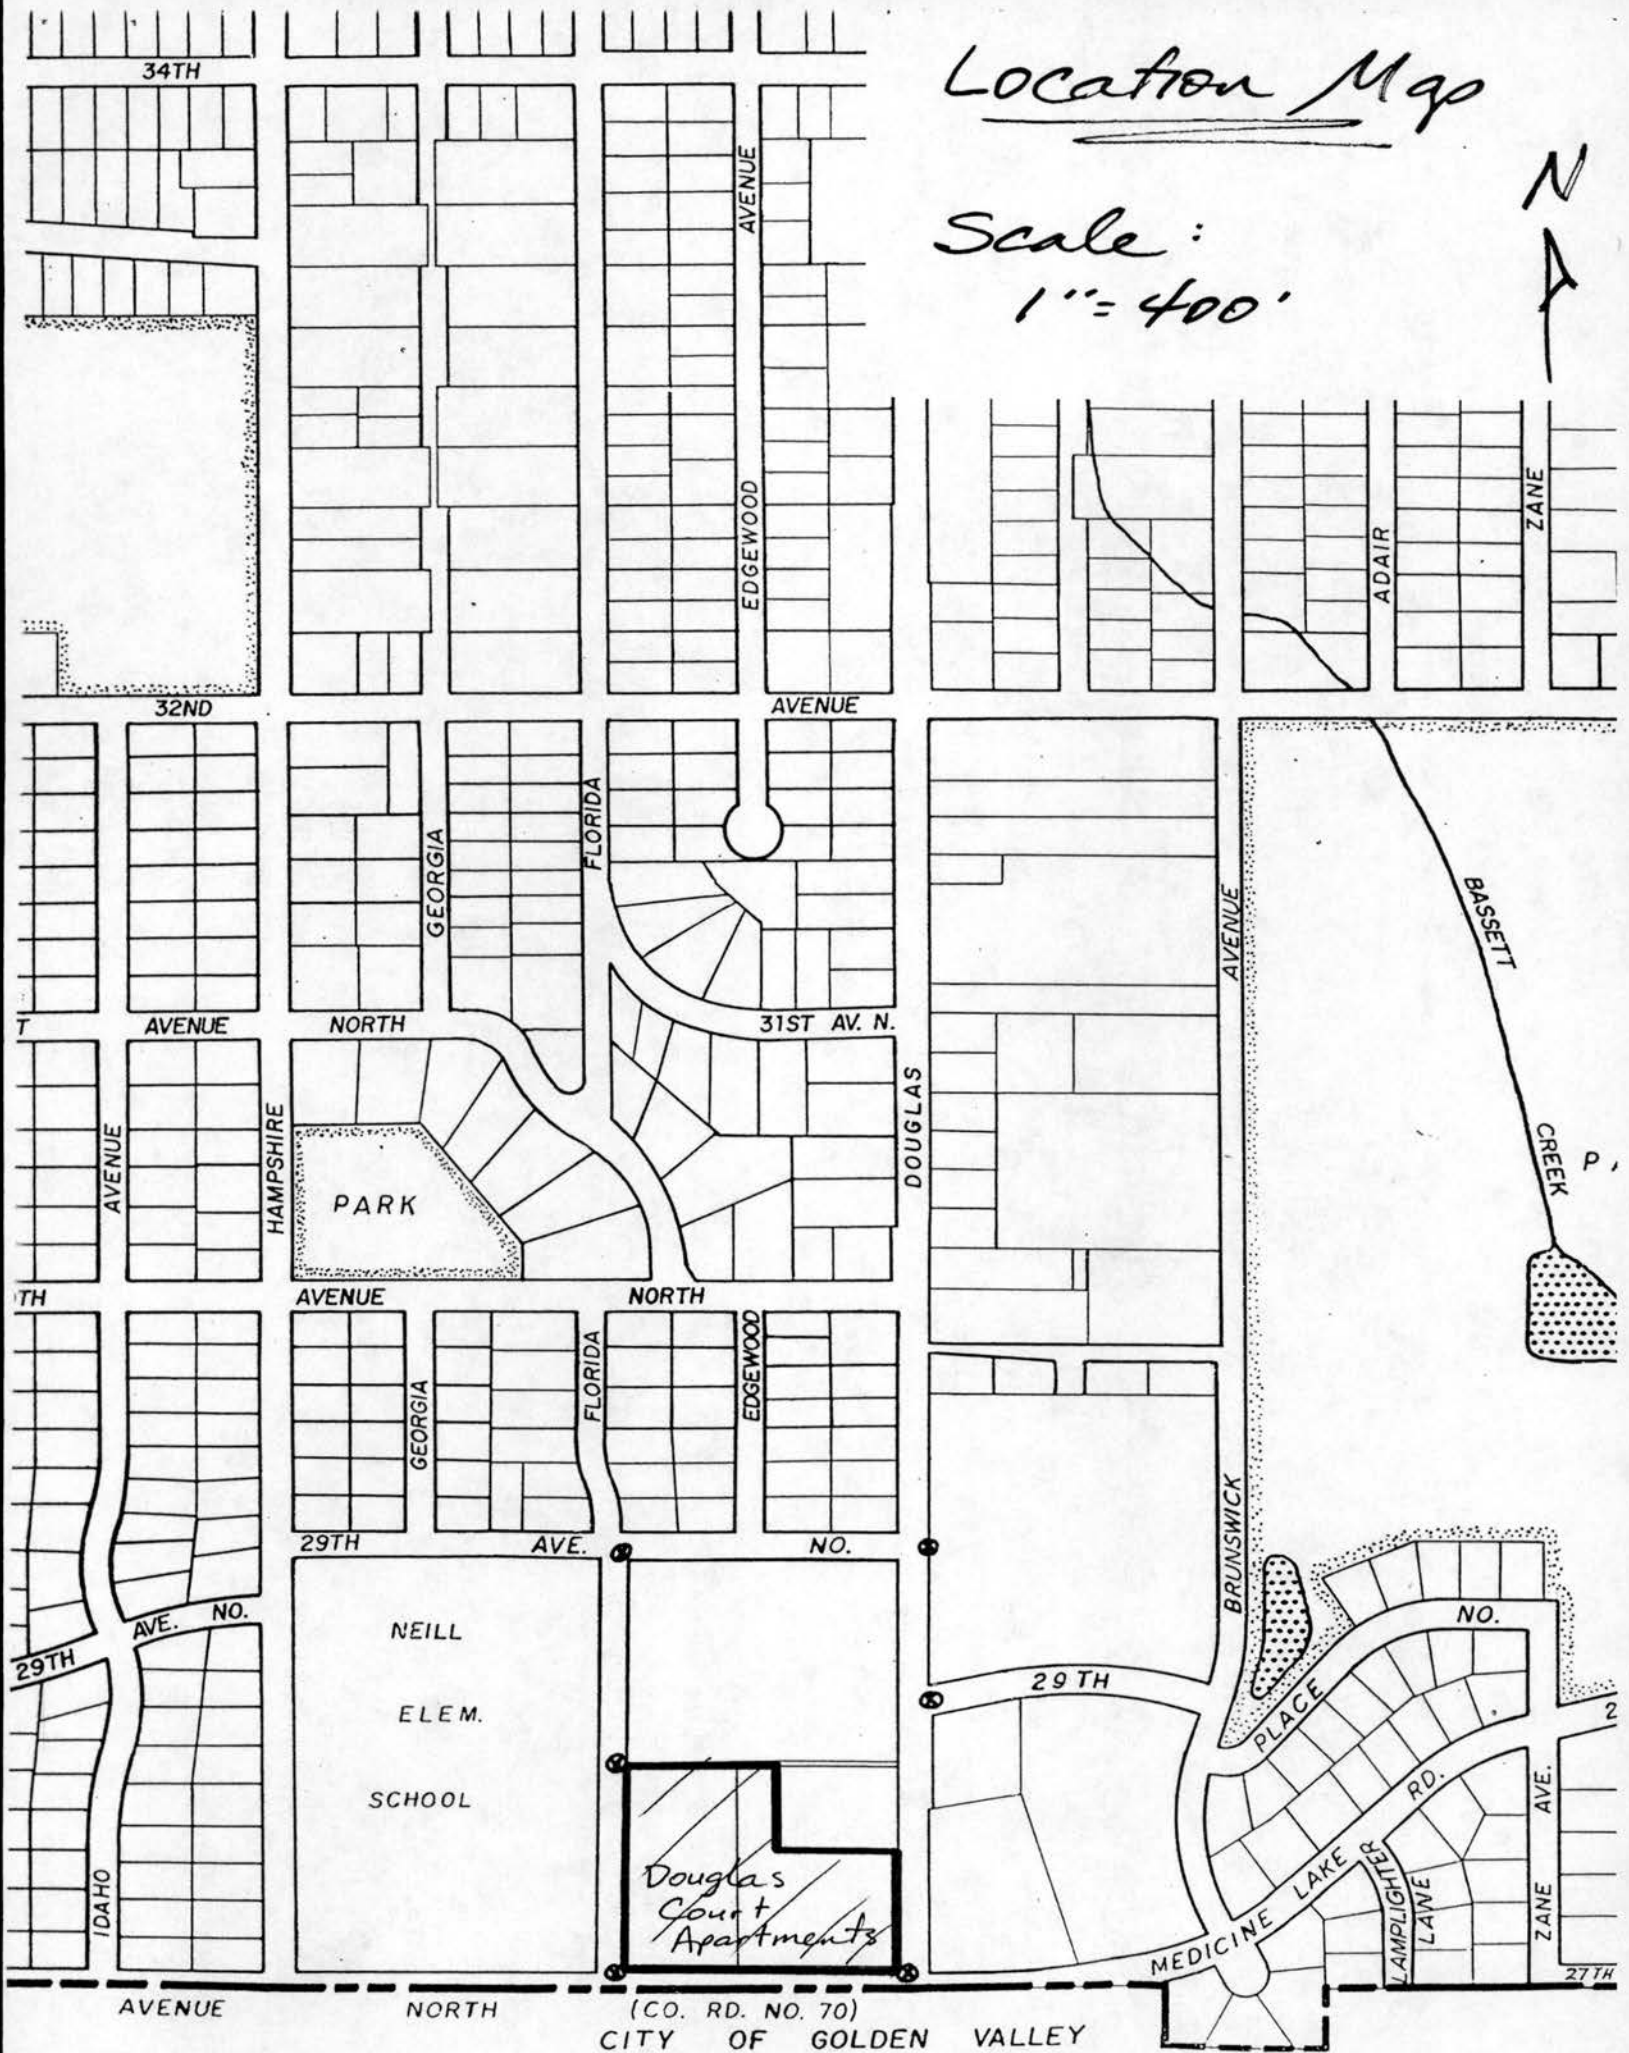 Location Map
Scale :
1"= 400'
N
34TH
AVENUE
EDGEWOOD
ADAIR
ZANE
32ND
AVENUE
FLORIDA
GEORGIA
AVENUE
BASSETT
CREEK
T
AVENUE
NORTH
31ST AV. N.
DOUGLAS
AVENUE
HAMPSHIRE
PARK
P
TH
AVENUE
NORTH
GEORGIA
FLORIDA
EDGEWOOD
BRUNSWICK
29TH
AVE.
NO.
29TH
AVE. NO.
NEILL
ELEM.
SCHOOL
29TH
PLACE
NO.
2
IDAHO
Douglas
Court
Apartments
MEDICINE LAKE RD.
LAMPLIGHTER
LANE
ZANE AVE.
27TH
AVENUE
NORTH
(CO. RD. NO. 70)
CITY OF GOLDEN VALLEY